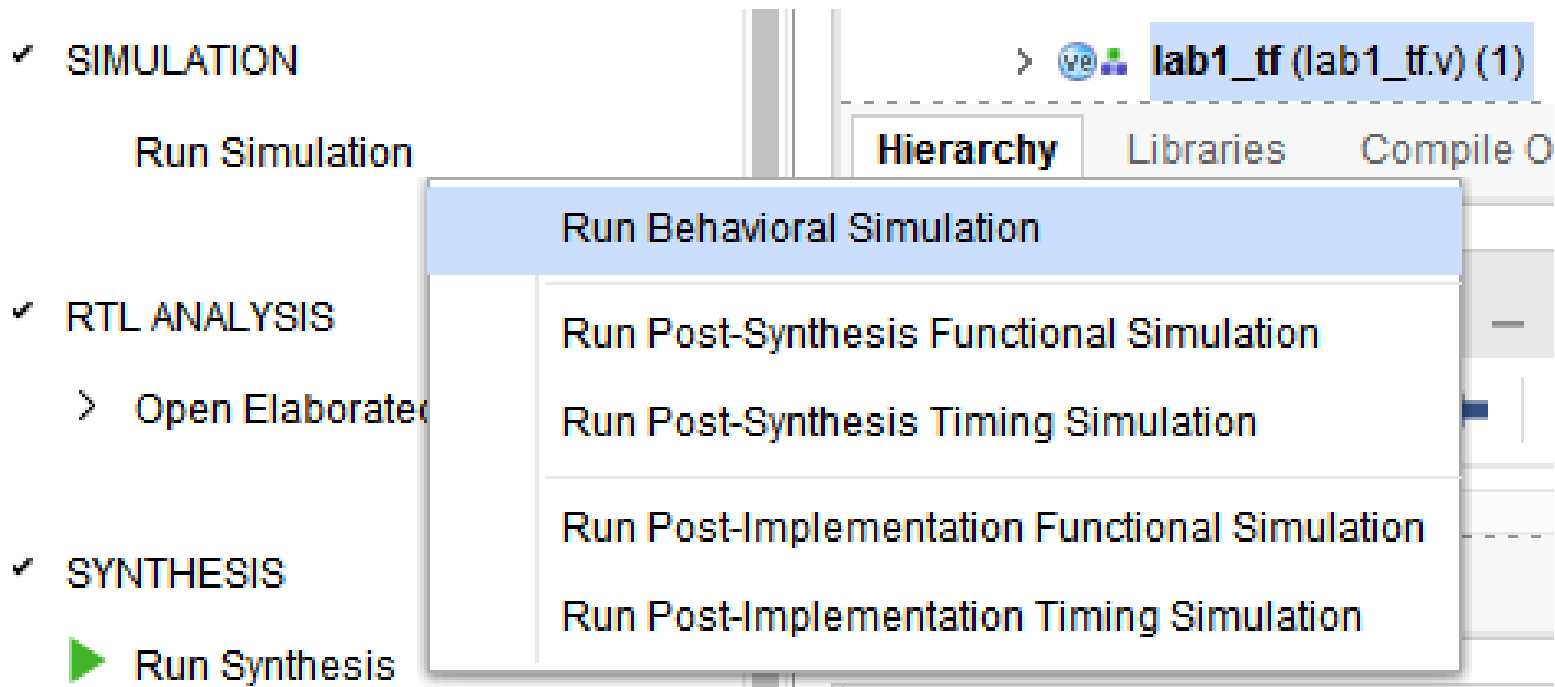 SIMULATION
Run Simulation
RTL ANALYSIS
Open Elaborated
SYNTHESIS
Run Synthesis
lab1_tf (lab1_tf.v) (1)
Hierarchy Libraries Compile O
Run Behavioral Simulation
Run Post-Synthesis Functional Simulation
Run Post-Synthesis Timing Simulation
Run Post-Implementation Functional Simulation
Run Post-Implementation Timing Simulation